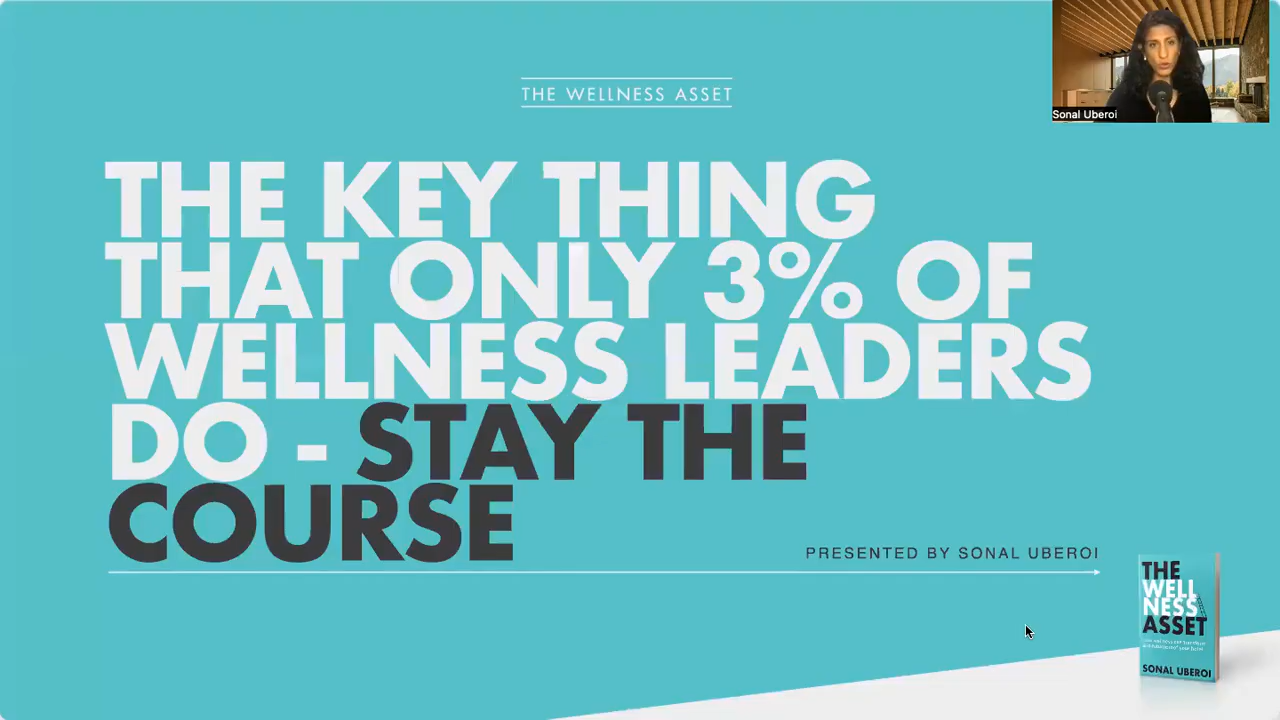 Sonal Uberoi
THE WELLNESS ASSET
THE KEY THING
THAT ONLY 3% OF
WELLNESS LEADERS
DO - STAY THE
COURSE
PRESENTED BY SONAL UBEROI
THE
WELL
NESS
ASSET
SONAL UBEROI